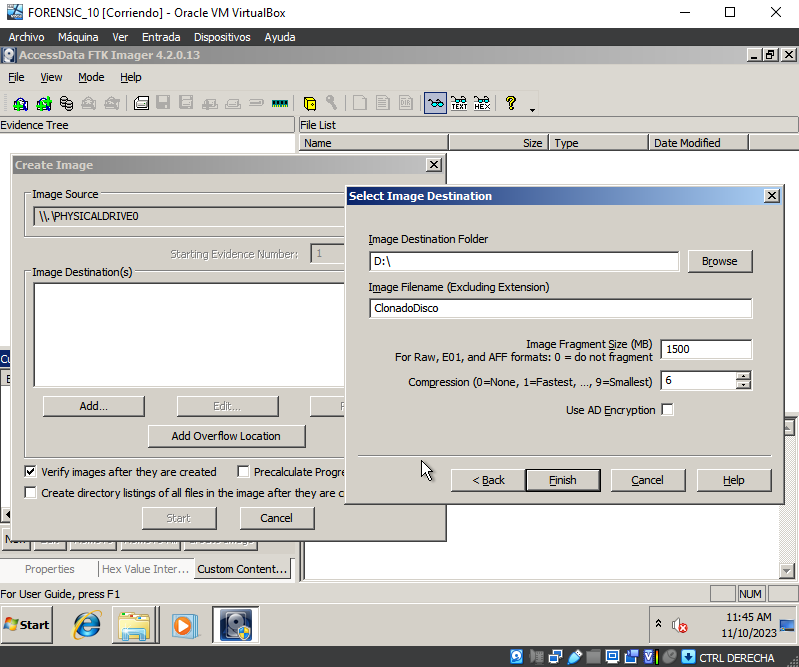 FORENSIC_10 [Corriendo] - Oracle VM VirtualBox
Archivo Máquina Ver Entrada Dispositivos Ayuda
AccessData FTK Imager 4.2.0.13
File View Mode Help
TEXT HEX
Evidence Tree
File List
Name Size Type Date Modified
Create Image
Image Source
\\.\PHYSICALDRIVE0
Starting Evidence Number: 1
Image Destination(s)
Add...
Edit...
Add Overflow Location
Verify images after they are created
Precalculate Progre
Create directory listings of all files in the image after they are c
Start
Cancel
Select Image Destination
Image Destination Folder
D:\
Browse
Image Filename (Excluding Extension)
ClonadoDisco
Image Fragment Size (MB)
For Raw, E01, and AFF formats: 0 = do not fragment
1500
Compression (0=None, 1=Fastest, ..., 9=Smallest)
6
Use AD Encryption
< Back
Finish
Cancel
Help
Properties
Hex Value Inter...
Custom Content...
For User Guide, press F1
NUM
Start
11:45 AM
11/10/2023
CTRL DERECHA